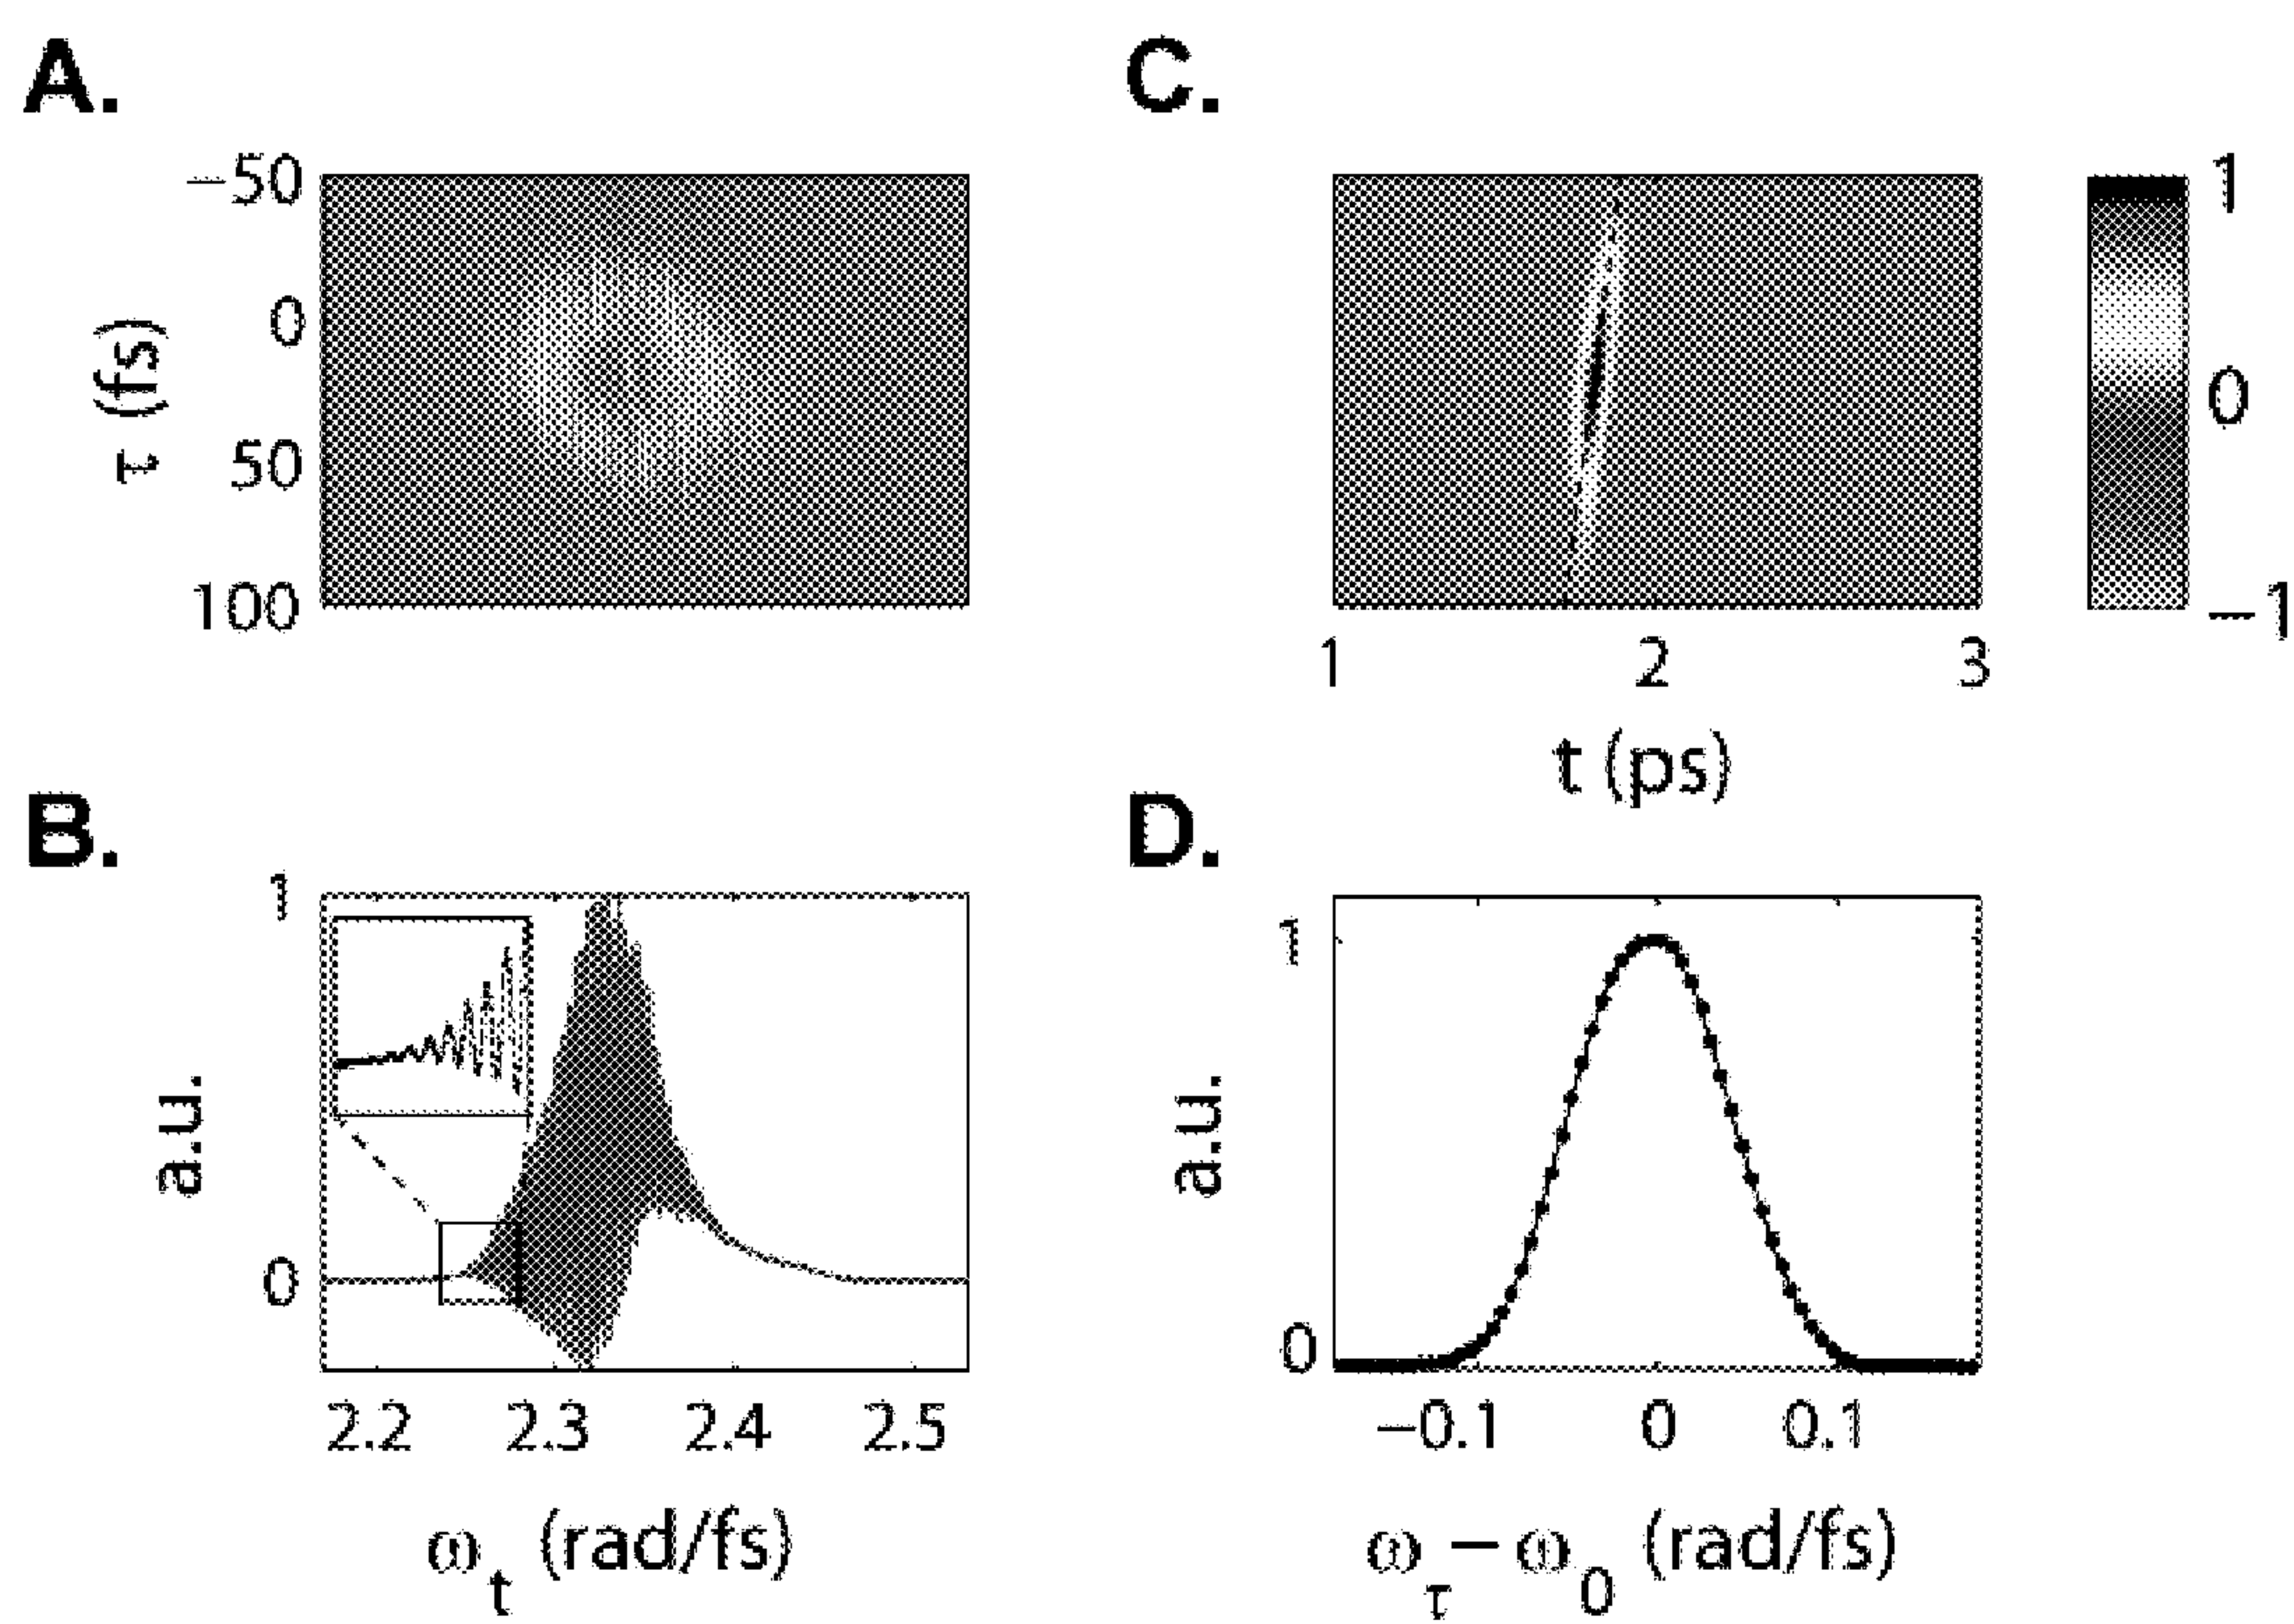 A.
−50
0
50
100
τ (fs)
B.
1
0
a.u.
2.2 2.3 2.4 2.5
ω_t (rad/fs)
C.
1 2 3
t (ps)
1
0
−1
D.
1
0
a.u.
−0.1 0 0.1
ω_τ − ω_0 (rad/fs)